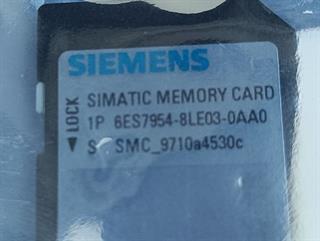 SIEMENS
SIMATIC MEMORY CARD
1P 6ES7954-8LE03-0AA0
S SMC_9710a4530c
LOCK